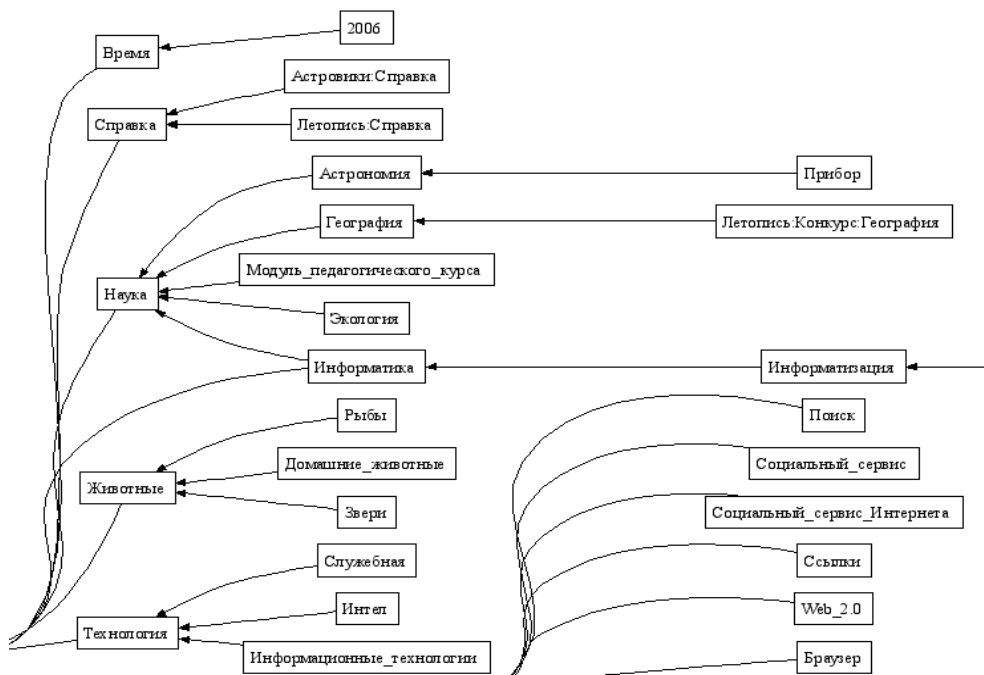 2006
Время
Астровики:Справка
Справка
Летопись:Справка
Астрономия
Прибор
География
Летопись:Конкурс:География
Модуль_педагогического_курса
Наука
Экология
Информатика
Информатизация
Рыбы
Поиск
Домашние_животные
Социальный_сервис
Животные
Звери
Социальный_сервис_Интернета
Служебная
Ссылки
Интел
Web_2.0
Технология
Информационные_технологии
Браузер